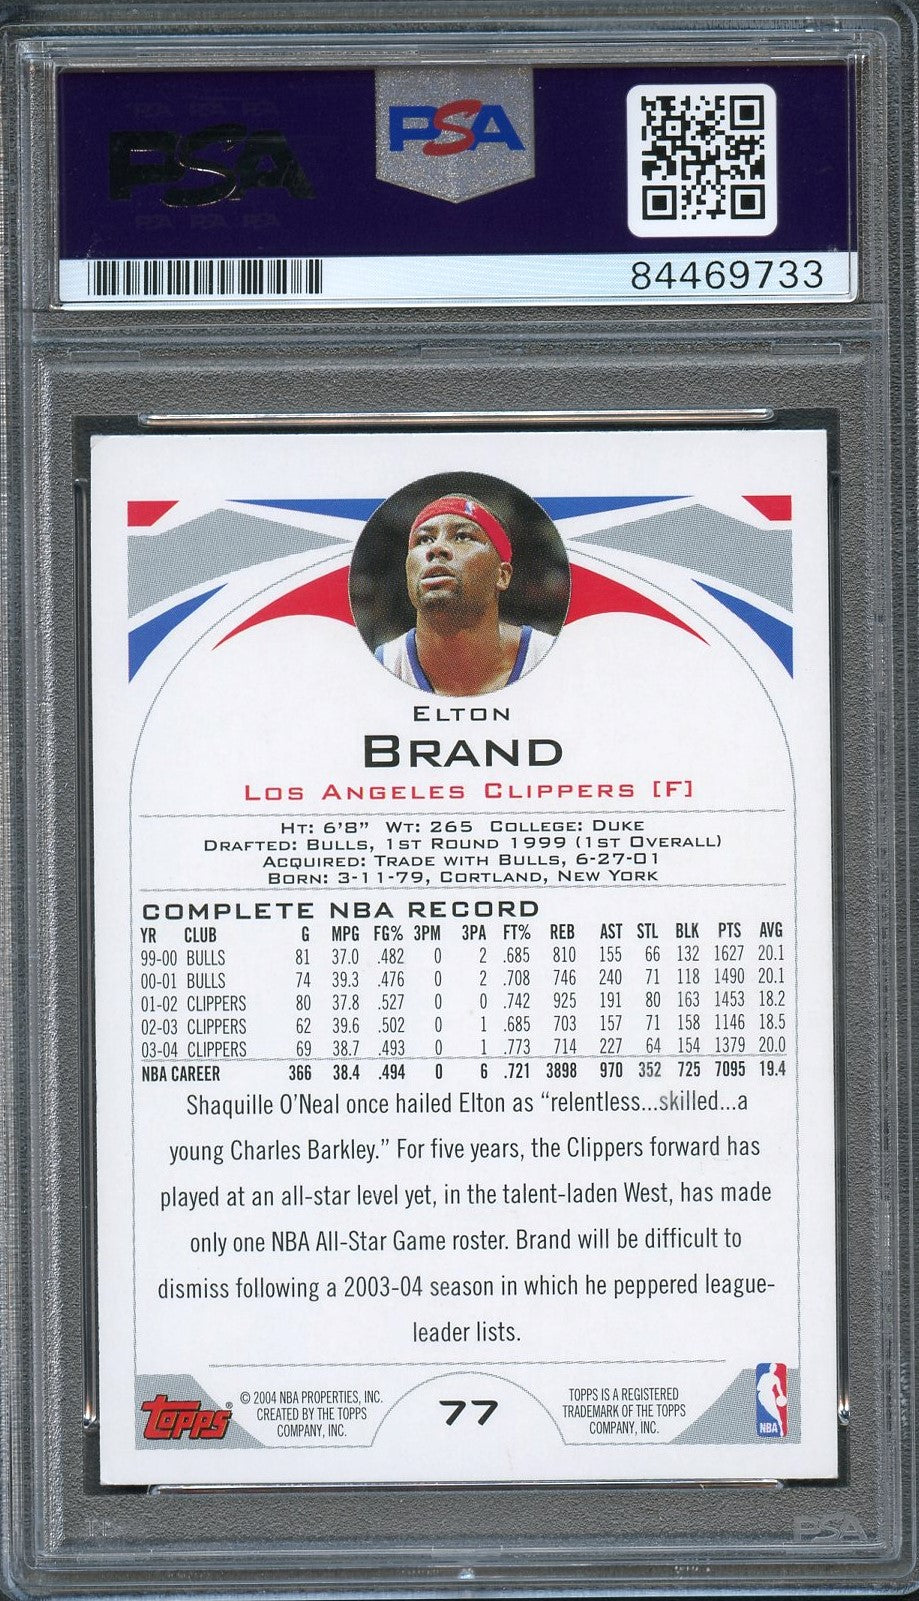 PSA
PSA
84469733
ELTON
BRAND
LOS ANGELES CLIPPERS [F]
HT: 6'8" WT: 265 COLLEGE: DUKE
DRAFTED: BULLS, 1ST ROUND 1999 (1ST OVERALL)
ACQUIRED: TRADE WITH BULLS, 6-27-01
BORN: 3-11-79, CORTLAND, NEW YORK
COMPLETE NBA RECORD
YR CLUB G MPG FG% 3PM 3PA FT% REB AST STL BLK PTS AVG
99-00 BULLS 81 37.0 .482 0 2 .685 810 155 66 132 1627 20.1
00-01 BULLS 74 39.3 .476 0 2 .708 746 240 71 118 1490 20.1
01-02 CLIPPERS 80 37.8 .527 0 0 .742 925 191 80 163 1453 18.2
02-03 CLIPPERS 62 39.6 .502 0 1 .685 703 157 71 158 1146 18.5
03-04 CLIPPERS 69 38.7 .493 0 1 .773 714 227 64 154 1379 20.0
NBA CAREER 366 38.4 .494 0 6 .721 3898 970 352 725 7095 19.4
Shaquille O'Neal once hailed Elton as “relentless...skilled...a
young Charles Barkley.” For five years, the Clippers forward has
played at an all-star level yet, in the talent-laden West, has made
only one NBA All-Star Game roster. Brand will be difficult to
dismiss following a 2003-04 season in which he peppered league-
leader lists.
Topps®
© 2004 NBA PROPERTIES, INC.
CREATED BY THE TOPPS
COMPANY, INC.
77
TOPPS IS A REGISTERED
TRADEMARK OF THE TOPPS
COMPANY, INC.
NBA
PSA